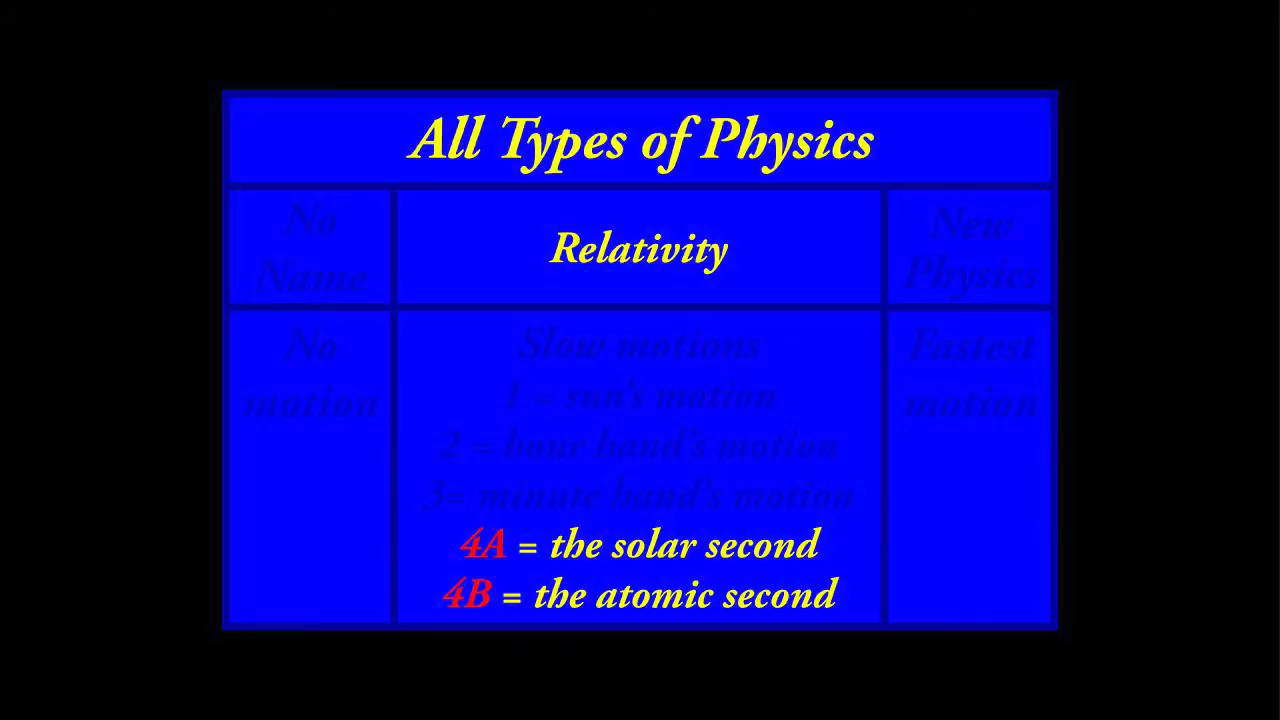 All Types of Physics
No
Name
Relativity
New
Physics
No
motion
Slow motions
1 = sun's motion
2 = hour hand's motion
3= minute hand's motion
4A = the solar second
4B = the atomic second
Fastest
motion